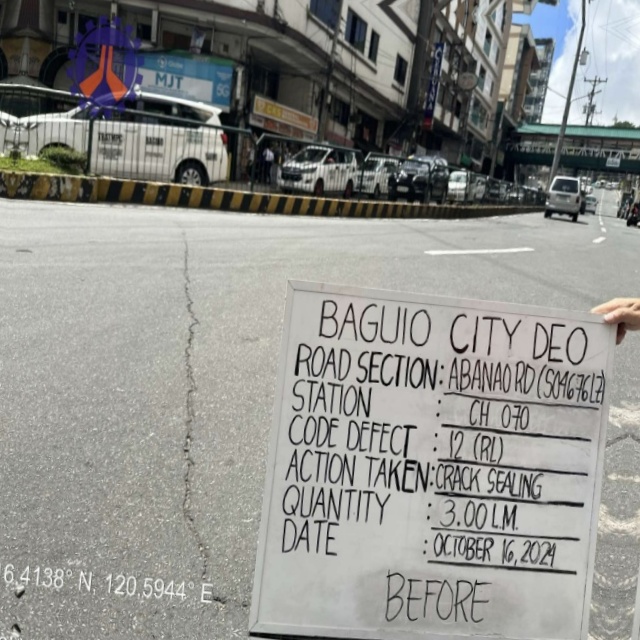 MJT
BAGUIO CITY DEO
ROAD SECTION: ABANAO RD (S04676LZ)
STATION : CH 070
CODE DEFECT : 12 (RL)
ACTION TAKEN: CRACK SEALING
QUANTITY : 3.00 L.M.
DATE : OCTOBER 16, 2024
BEFORE
6.4138° N, 120.5944° E